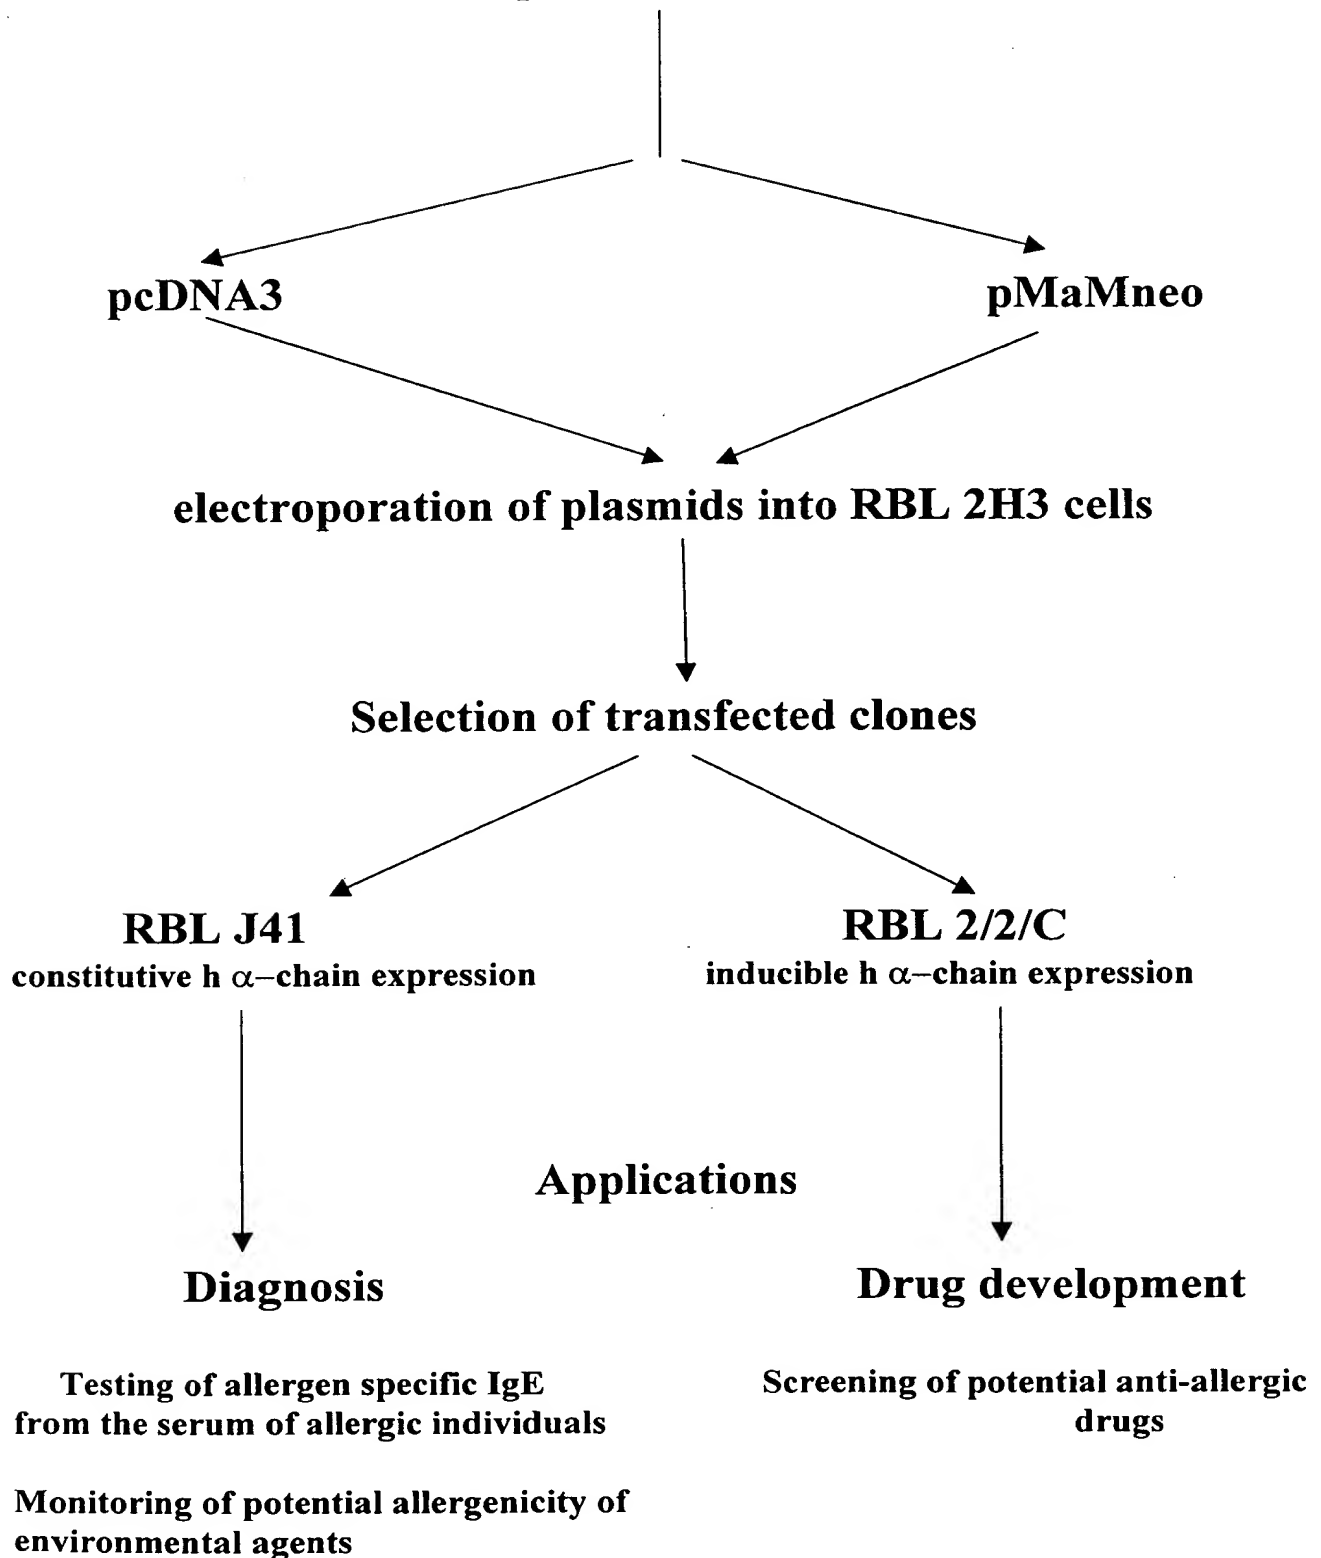 pcDNA3
pMaMneo
electroporation of plasmids into RBL 2H3 cells
Selection of transfected clones
RBL J41
constitutive h α–chain expression
RBL 2/2/C
inducible h α–chain expression
Applications
Diagnosis
Testing of allergen specific IgE
from the serum of allergic individuals
Monitoring of potential allergenicity of
environmental agents
Drug development
Screening of potential anti-allergic
drugs